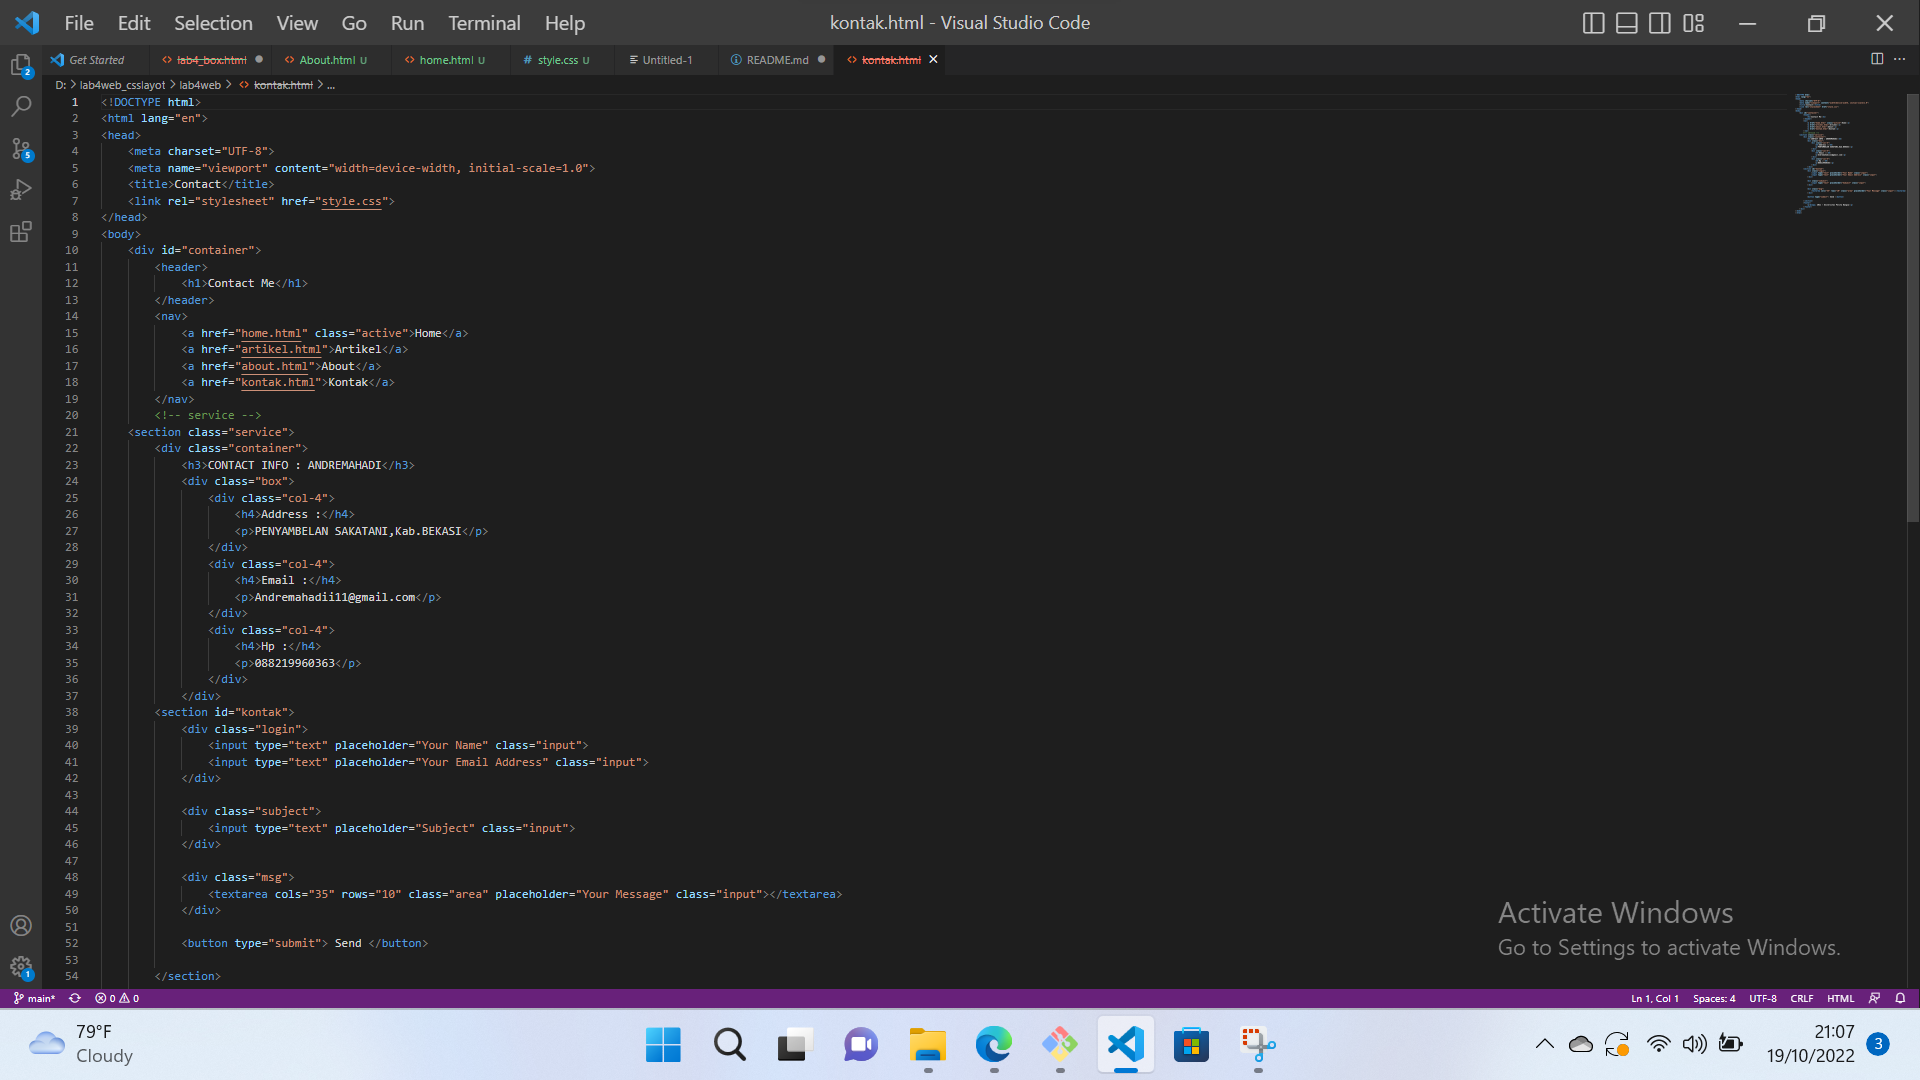 File Edit Selection View Go Run Terminal Help
kontak.html - Visual Studio Code
Get Started lab4_box.html About.html U home.html U style.css U Untitled-1 README.md kontak.html
D: > lab4web_csslayot > lab4web > kontak.html > ...
1 <!DOCTYPE html>
2 <html lang="en">
3 <head>
4 <meta charset="UTF-8">
5 <meta name="viewport" content="width=device-width, initial-scale=1.0">
6 <title>Contact</title>
7 <link rel="stylesheet" href="style.css">
8 </head>
9 <body>
10 <div id="container">
11 <header>
12 <h1>Contact Me</h1>
13 </header>
14 <nav>
15 <a href="home.html" class="active">Home</a>
16 <a href="artikel.html">Artikel</a>
17 <a href="about.html">About</a>
18 <a href="kontak.html">Kontak</a>
19 </nav>
20 <!-- service -->
21 <section class="service">
22 <div class="container">
23 <h3>CONTACT INFO : ANDREMAHADI</h3>
24 <div class="box">
25 <div class="col-4">
26 <h4>Address :</h4>
27 <p>PENYAMBELAN SAKATANI,Kab.BEKASI</p>
28 </div>
29 <div class="col-4">
30 <h4>Email :</h4>
31 <p>Andremahadii11@gmail.com</p>
32 </div>
33 <div class="col-4">
34 <h4>Hp :</h4>
35 <p>088219960363</p>
36 </div>
37 </div>
38 <section id="kontak">
39 <div class="login">
40 <input type="text" placeholder="Your Name" class="input">
41 <input type="text" placeholder="Your Email Address" class="input">
42 </div>
43
44 <div class="subject">
45 <input type="text" placeholder="Subject" class="input">
46 </div>
47
48 <div class="msg">
49 <textarea cols="35" rows="10" class="area" placeholder="Your Message" class="input"></textarea>
50 </div>
51
52 <button type="submit"> Send </button>
53
54 </section>
Activate Windows
Go to Settings to activate Windows.
2
5
1
main* 0 0 Ln 1, Col 1 Spaces: 4 UTF-8 CRLF HTML
79°F
Cloudy
21:07
19/10/2022
3